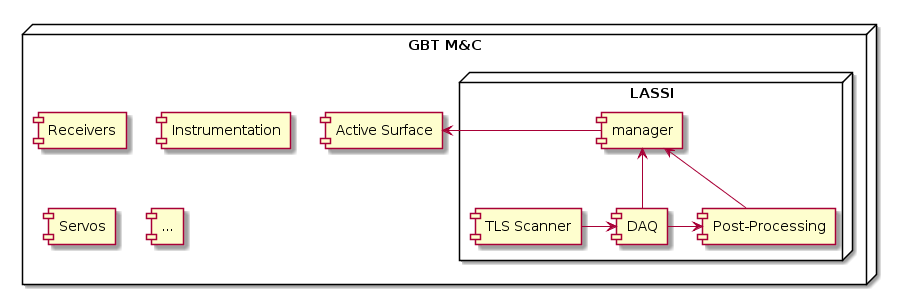 GBT M&C
LASSI
Receivers
Instrumentation
Active Surface
manager
Servos
...
TLS Scanner
DAQ
Post-Processing